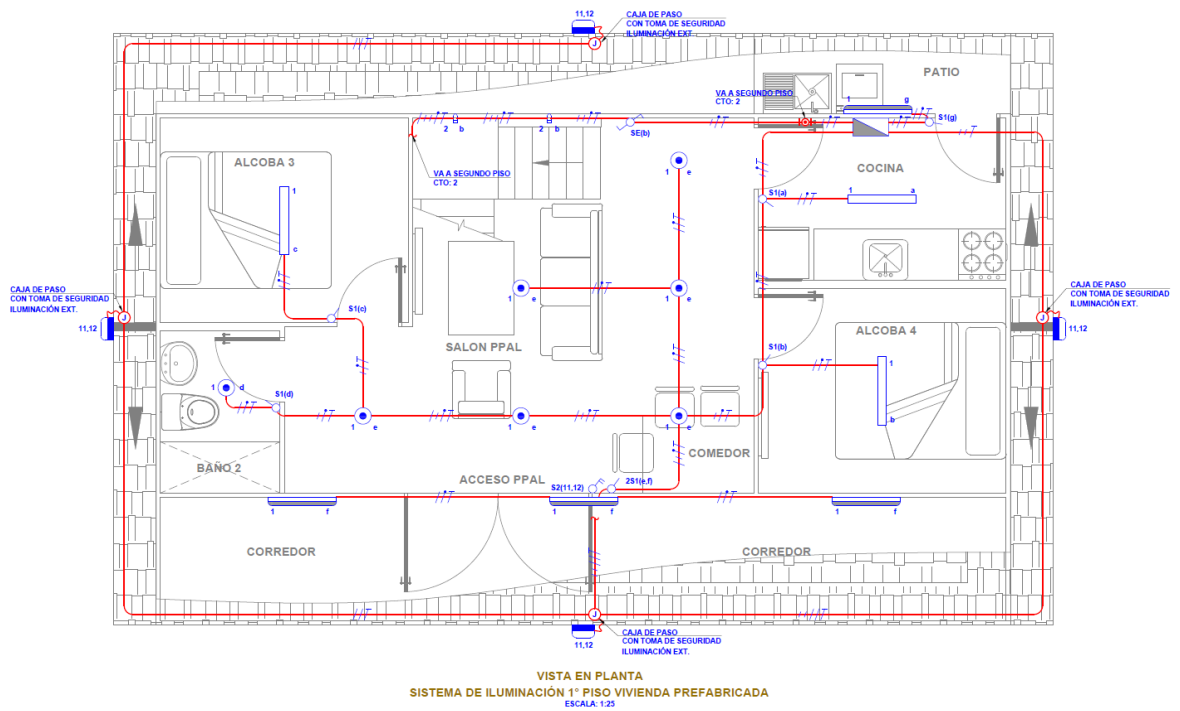 11,12
CAJA DE PASO
CON TOMA DE SEGURIDAD
ILUMINACIÓN EXT.
J
PATIO
VA A SEGUNDO PISO
CTO: 2
1
g
S1(g)
2
b
2
b
SE(b)
ALCOBA 3
1
c
VA A SEGUNDO PISO
CTO: 2
1
e
COCINA
S1(a)
1
a
CAJA DE PASO
CON TOMA DE SEGURIDAD
ILUMINACIÓN EXT.
J
11,12
S1(c)
1
e
1
e
CAJA DE PASO
CON TOMA DE SEGURIDAD
ILUMINACIÓN EXT.
J
11,12
SALON PPAL
S1(b)
ALCOBA 4
1
b
1
d
S1(d)
1
e
1
e
1
e
BAÑO 2
COMEDOR
ACCESO PPAL
S2(11,12)
2S1(e,f)
1
f
1
f
1
f
CORREDOR
CORREDOR
J
11,12
CAJA DE PASO
CON TOMA DE SEGURIDAD
ILUMINACIÓN EXT.
VISTA EN PLANTA
SISTEMA DE ILUMINACIÓN 1° PISO VIVIENDA PREFABRICADA
ESCALA: 1:25